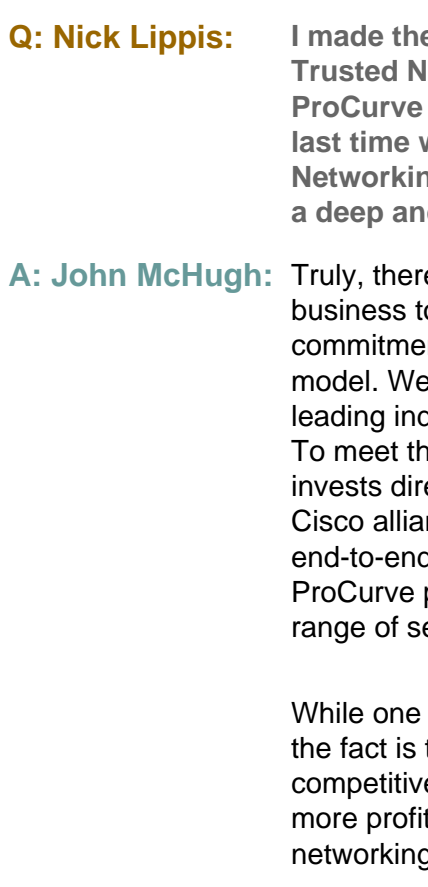 Q: Nick Lippis: I made the
Trusted N
ProCurve
last time
Networkin
a deep an
A: John McHugh: Truly, there
business to
commitme
model. We
leading ind
To meet th
invests dire
Cisco allia
end-to-end
ProCurve p
range of se
While one
the fact is t
competitive
more profit
networking